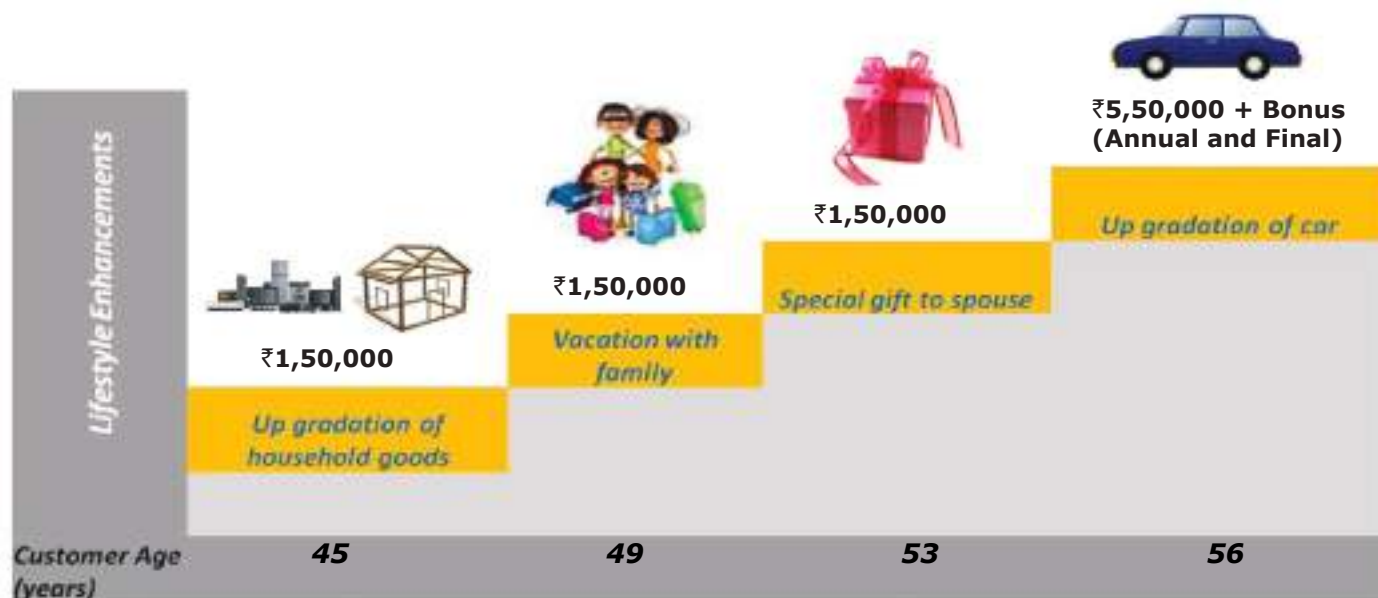 Lifestyle Enhancements
₹5,50,000 + Bonus
(Annual and Final)
Up gradation of car
₹1,50,000
Special gift to spouse
₹1,50,000
Vacation with
family
₹1,50,000
Up gradation of
household goods
Customer Age
(years)
45
49
53
56